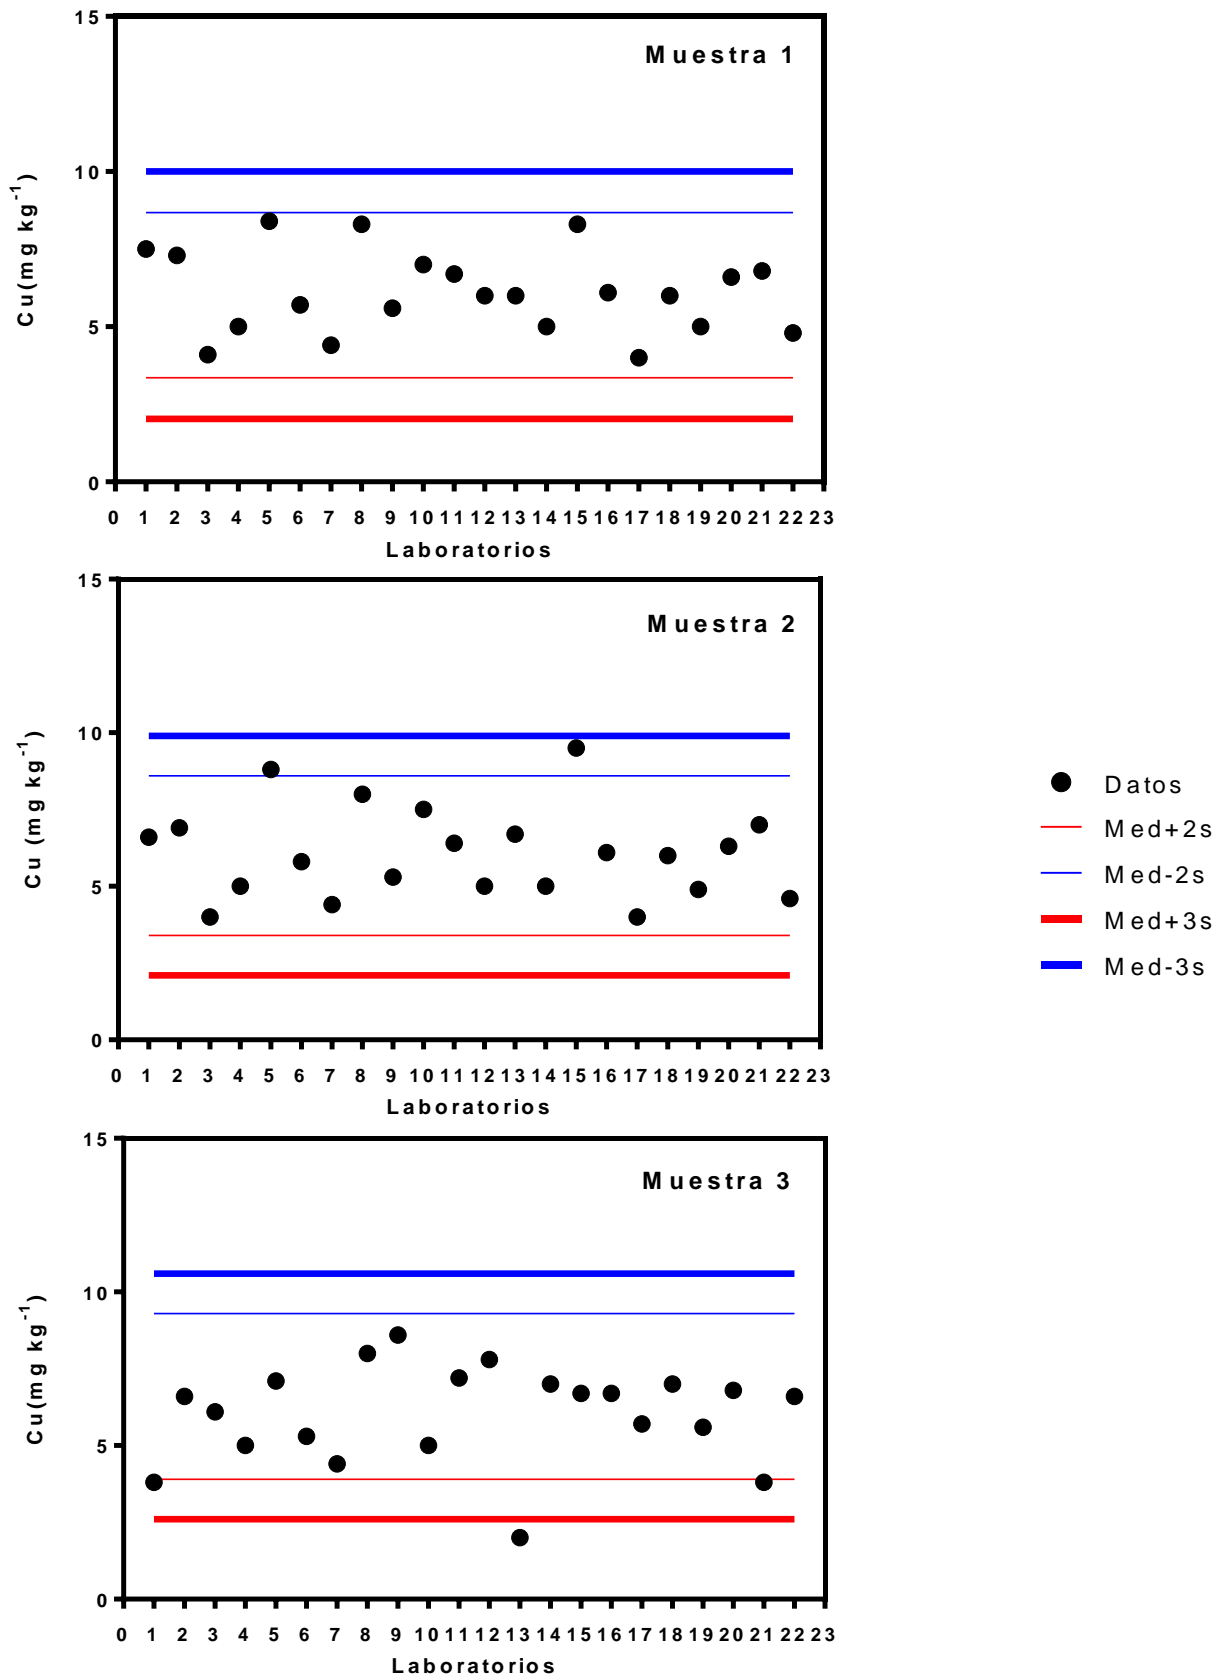 15
Muestra 1
10
Cu(mg kg-1)
5
0
0 1 2 3 4 5 6 7 8 9 10 11 12 13 14 15 16 17 18 19 20 21 22 23
Laboratorios
15
Muestra 2
10
Cu (mg kg-1)
5
0
0 1 2 3 4 5 6 7 8 9 10 11 12 13 14 15 16 17 18 19 20 21 22 23
Laboratorios
Datos
Med+2s
Med-2s
Med+3s
Med-3s
15
Muestra 3
10
Cu(mg kg-1)
5
0
0 1 2 3 4 5 6 7 8 9 10 11 12 13 14 15 16 17 18 19 20 21 22 23
Laboratorios